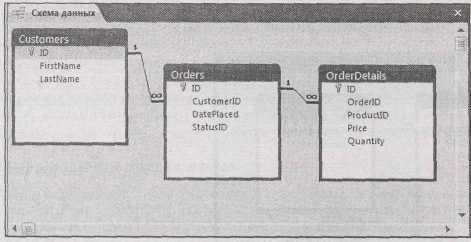 Схема данных
Customers
ID
FirstName
LastName
1
∞
Orders
ID
CustomerID
DatePlaced
StatusID
1
∞
OrderDetails
ID
OrderID
ProductID
Price
Quantity